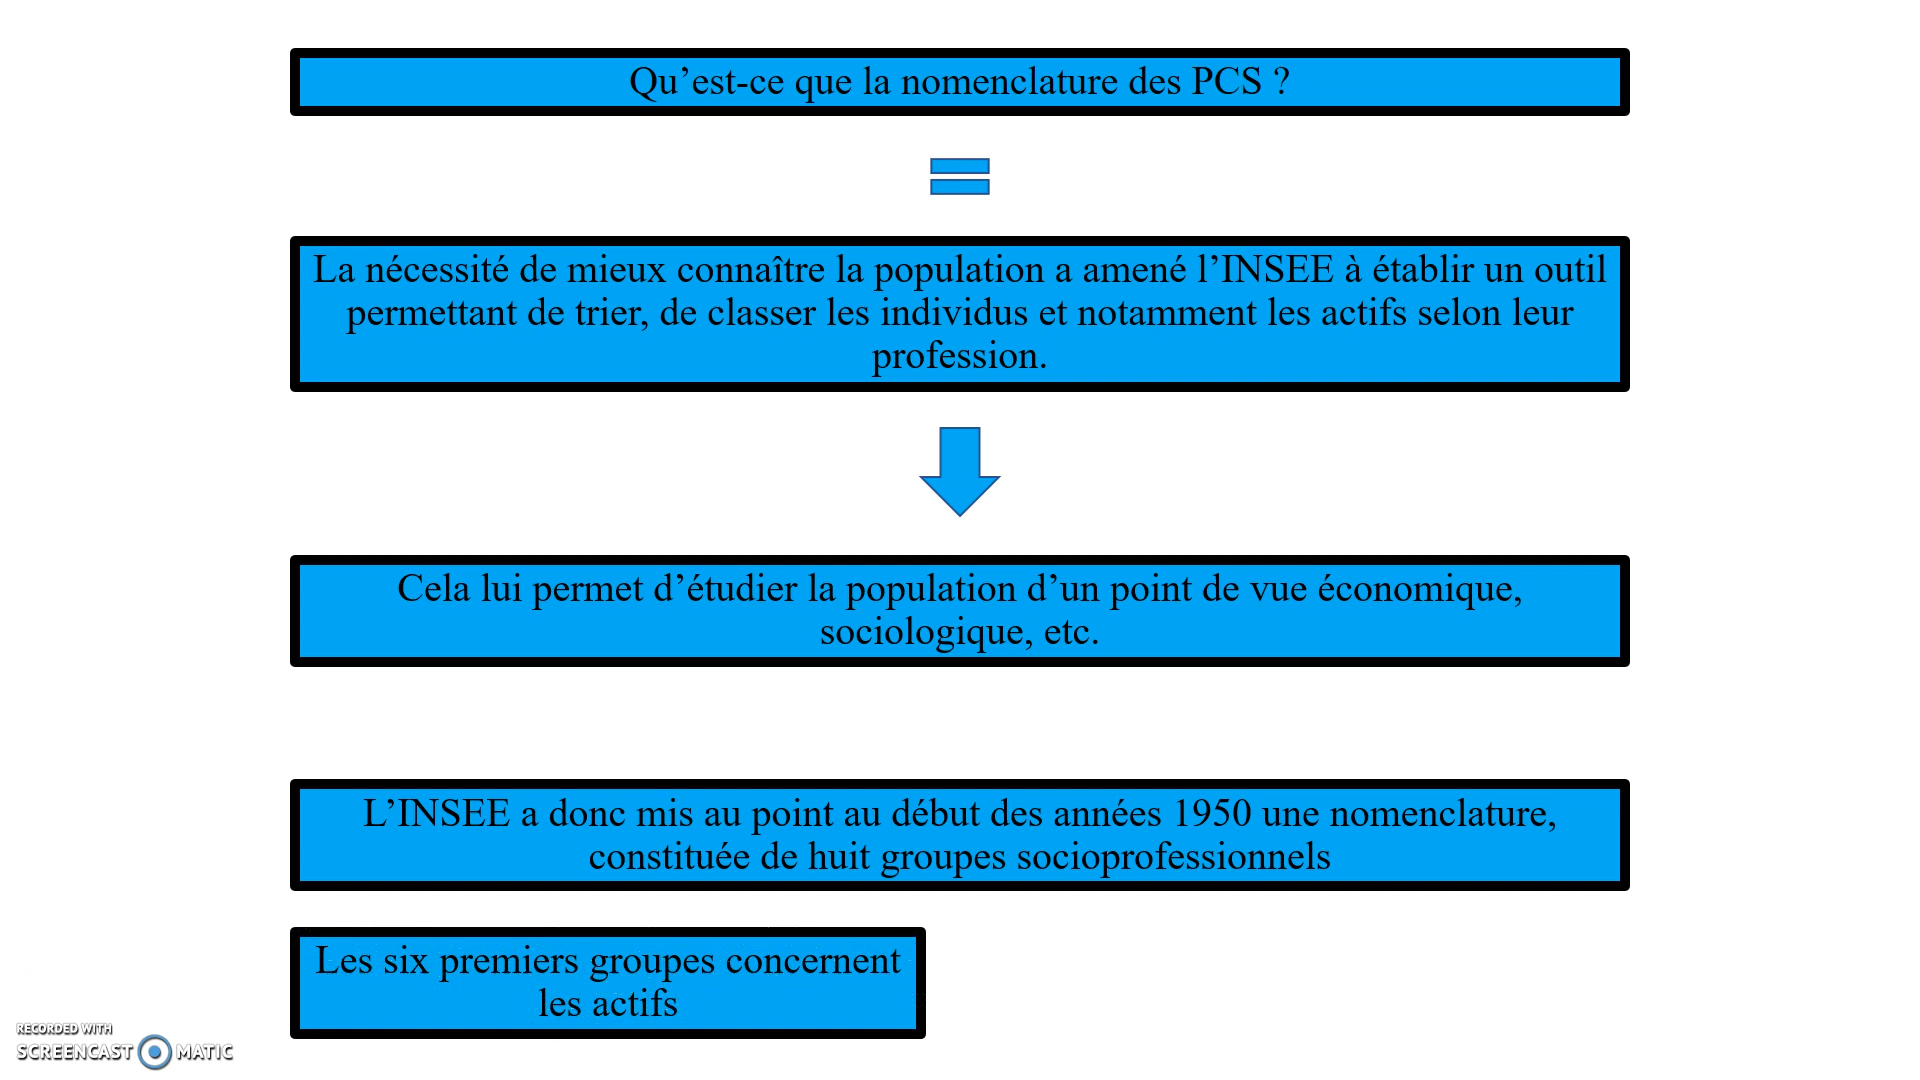 Qu’est-ce que la nomenclature des PCS ?
La nécessité de mieux connaître la population a amené l’INSEE à établir un outil
permettant de trier, de classer les individus et notamment les actifs selon leur
profession.
Cela lui permet d’étudier la population d’un point de vue économique,
sociologique, etc.
L’INSEE a donc mis au point au début des années 1950 une nomenclature,
constituée de huit groupes socioprofessionnels
Les six premiers groupes concernent
les actifs
RECORDED WITH
SCREENCAST MATIC